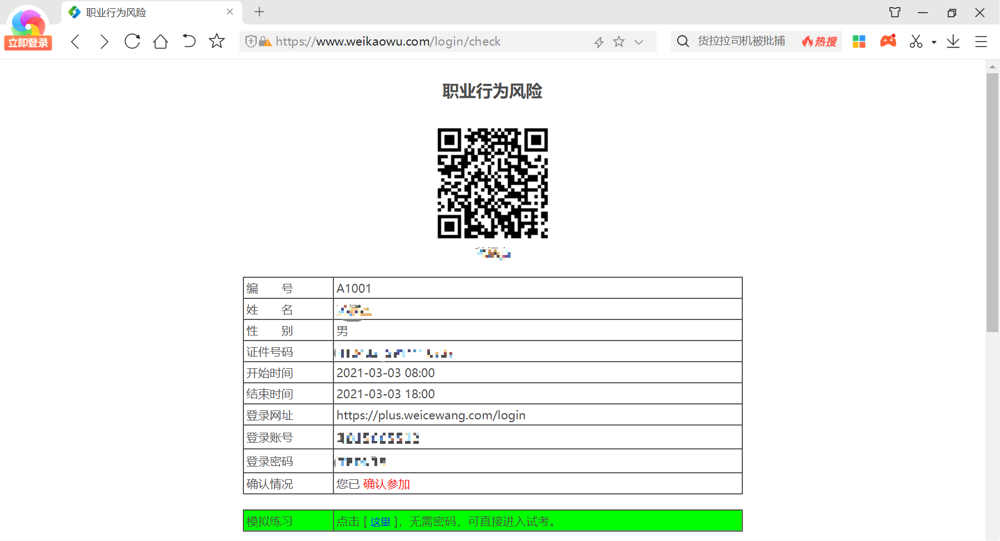 职业行为风险
立即登录
https://www.weikaowu.com/login/check
货拉拉司机被批捕
热搜
职业行为风险
编 号 A1001
姓 名
性 别 男
证件号码
开始时间 2021-03-03 08:00
结束时间 2021-03-03 18:00
登录网址 https://plus.weicewang.com/login
登录账号
登录密码
确认情况 您已 确认参加
模拟练习 点击 [ 这里 ]，无需密码，可直接进入试考。